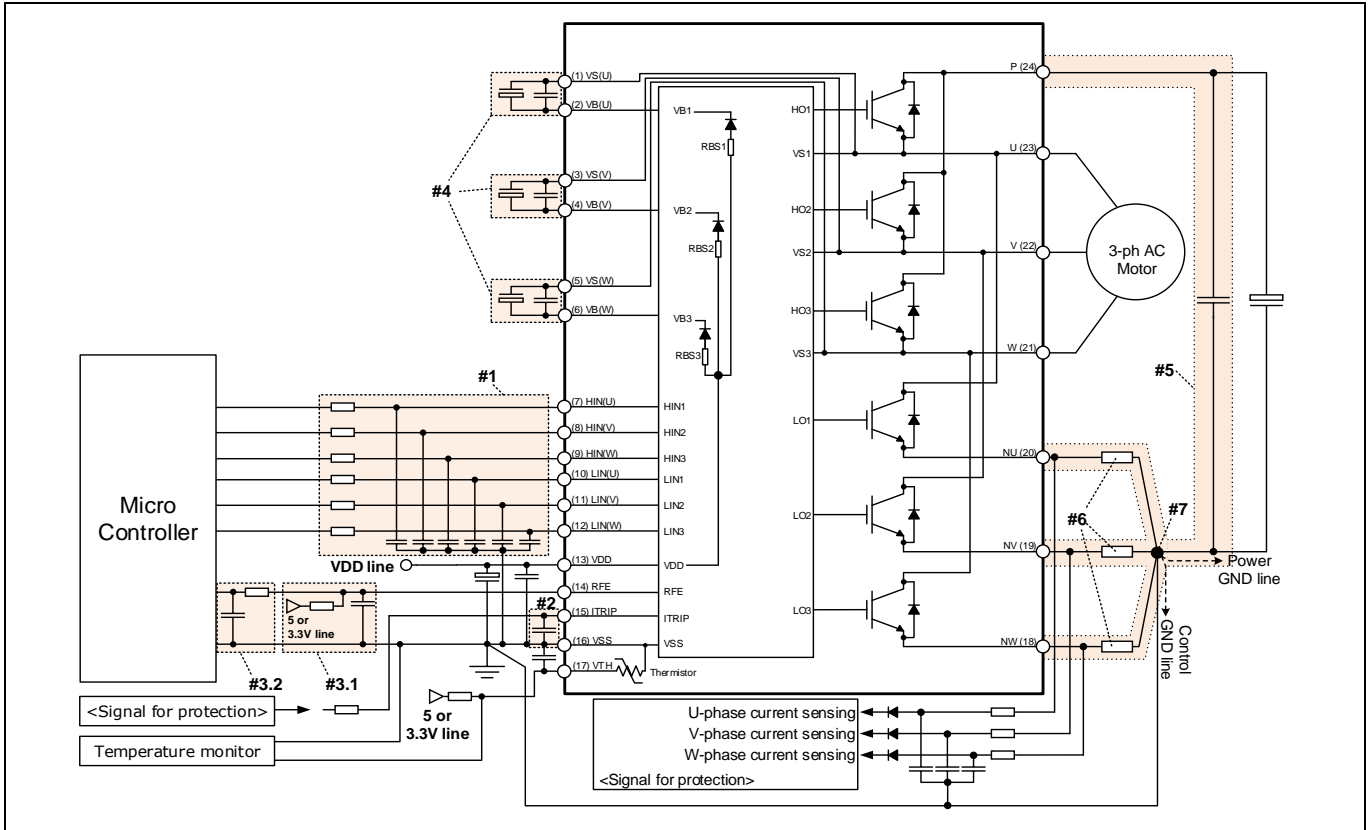 (1) VS(U)
(2) VB(U)
(3) VS(V)
(4) VB(V)
(5) VS(W)
(6) VB(W)
#4
VB1
RBS1
VB2
RBS2
VB3
RBS3
HO1
VS1
HO2
VS2
HO3
VS3
LO1
LO2
LO3
P (24)
U (23)
V (22)
W (21)
NU (20)
NV (19)
NW (18)
3-ph AC
Motor
#5
#6
#7
Power
GND line
Control
GND line
Micro
Controller
#1
(7) HIN(U)
(8) HIN(V)
(9) HIN(W)
(10) LIN(U)
(11) LIN(V)
(12) LIN(W)
(13) VDD
(14) RFE
(15) ITRIP
(16) VSS
(17) VTH
HIN1
HIN2
HIN3
LIN1
LIN2
LIN3
VDD
RFE
ITRIP
VSS
Thermistor
VDD line
#2
5 or
3.3V line
#3.2
#3.1
<Signal for protection>
Temperature monitor
5 or
3.3V line
U-phase current sensing
V-phase current sensing
W-phase current sensing
<Signal for protection>